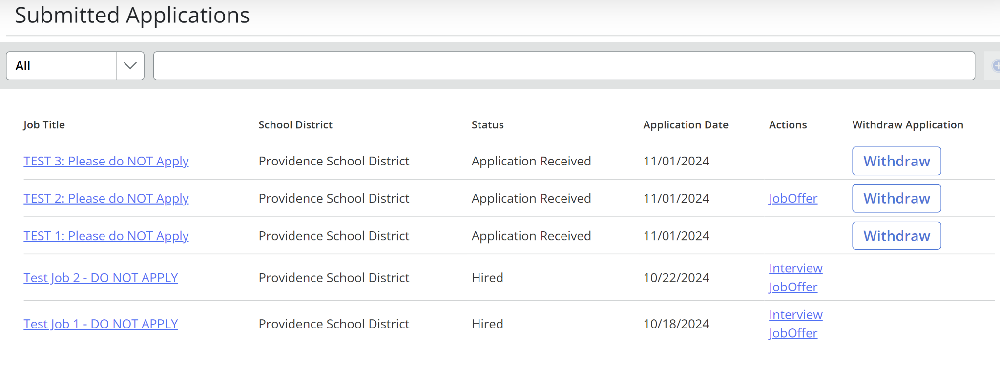 Submitted Applications
All
Job Title School District Status Application Date Actions Withdraw Application
TEST 3: Please do NOT Apply Providence School District Application Received 11/01/2024 Withdraw
TEST 2: Please do NOT Apply Providence School District Application Received 11/01/2024 JobOffer Withdraw
TEST 1: Please do NOT Apply Providence School District Application Received 11/01/2024 Withdraw
Test Job 2 - DO NOT APPLY Providence School District Hired 10/22/2024 Interview
JobOffer
Test Job 1 - DO NOT APPLY Providence School District Hired 10/18/2024 Interview
JobOffer